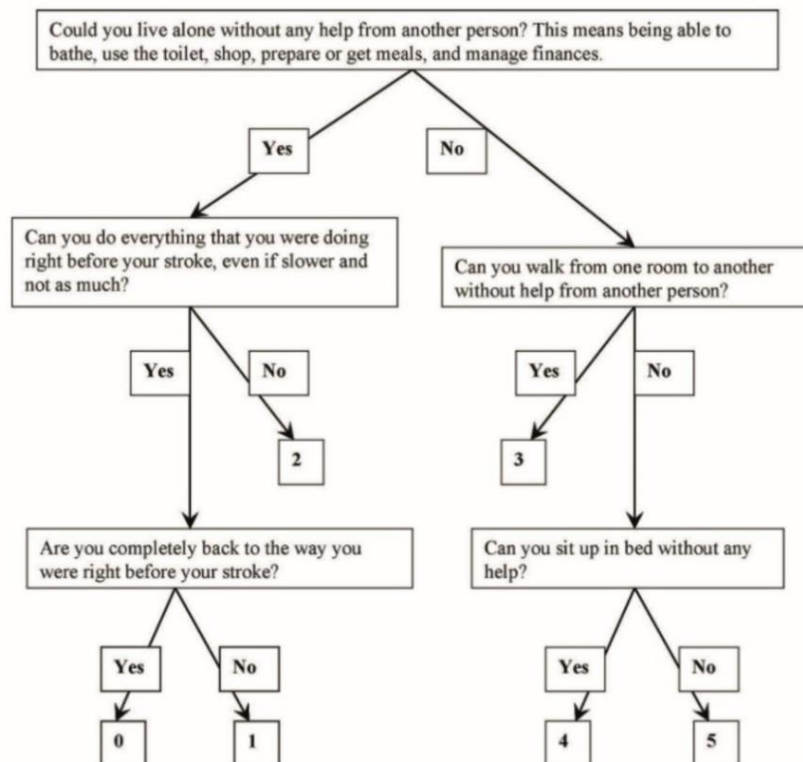 Could you live alone without any help from another person? This means being able to
bathe, use the toilet, shop, prepare or get meals, and manage finances.
Yes
No
Can you do everything that you were doing
right before your stroke, even if slower and
not as much?
Can you walk from one room to another
without help from another person?
Yes
No
Yes
No
2
3
Are you completely back to the way you
were right before your stroke?
Can you sit up in bed without any
help?
Yes
No
Yes
No
0
1
4
5